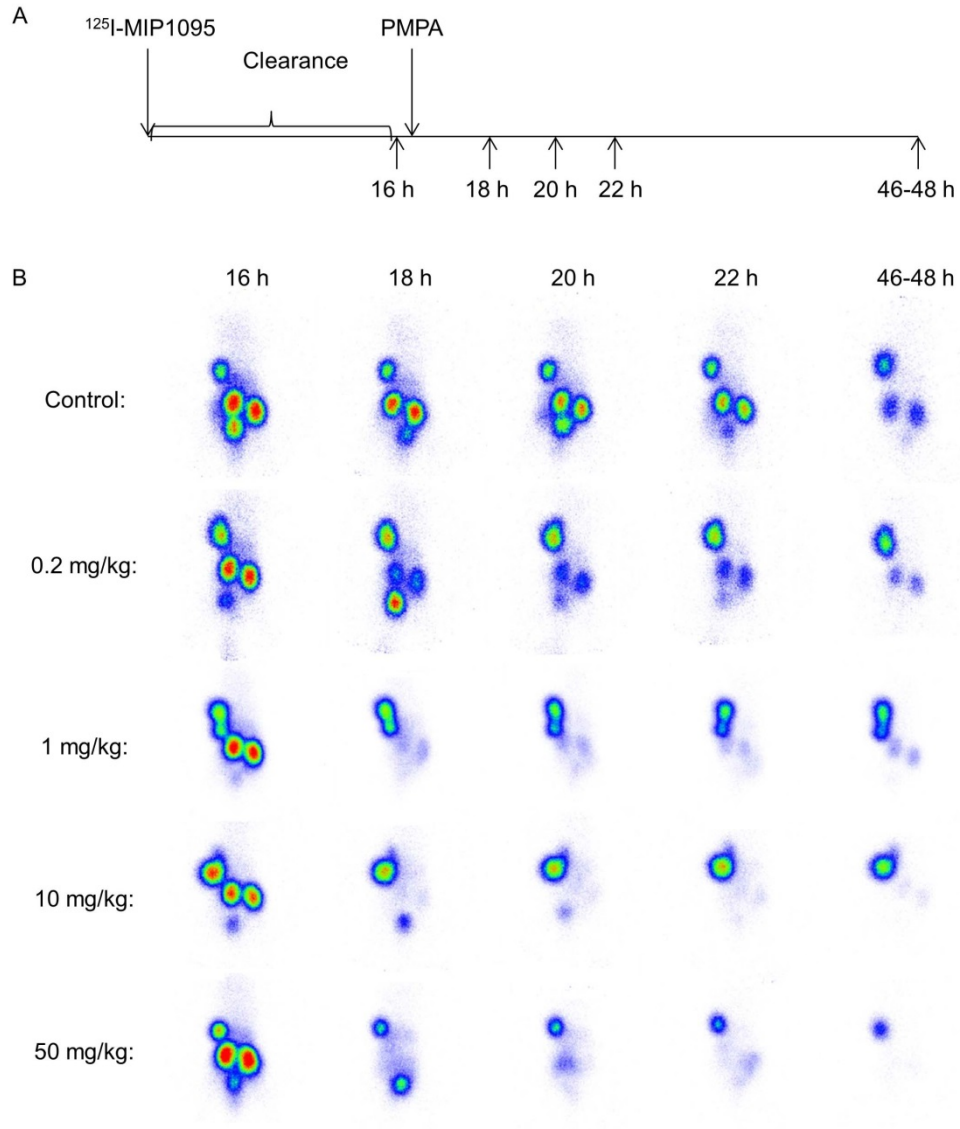 A
¹²⁵I-MIP1095 PMPA
Clearance
16 h 18 h 20 h 22 h 46-48 h
B 16 h 18 h 20 h 22 h 46-48 h
Control:
0.2 mg/kg:
1 mg/kg:
10 mg/kg:
50 mg/kg: